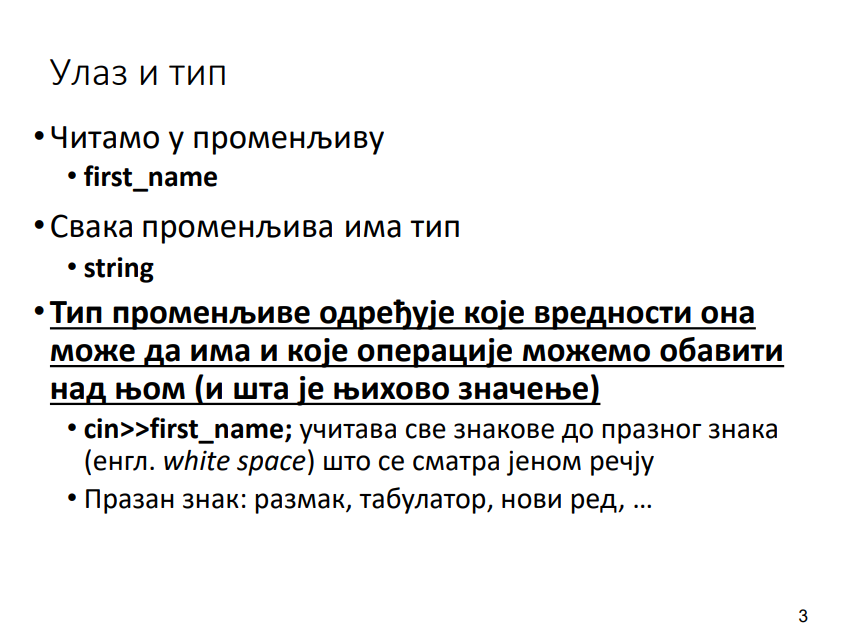 Улаз и тип
•Читамо у променљиву
• first_name
•Свака променљива има тип
• string
•Тип променљиве одређује које вредности она
може да има и које операције можемо обавити
над њом (и шта је њихово значење)
• cin>>first_name; учитава све знакове до празног знака
(енгл. white space) што се сматра јеном речју
• Празан знак: размак, табулатор, нови ред, …
3